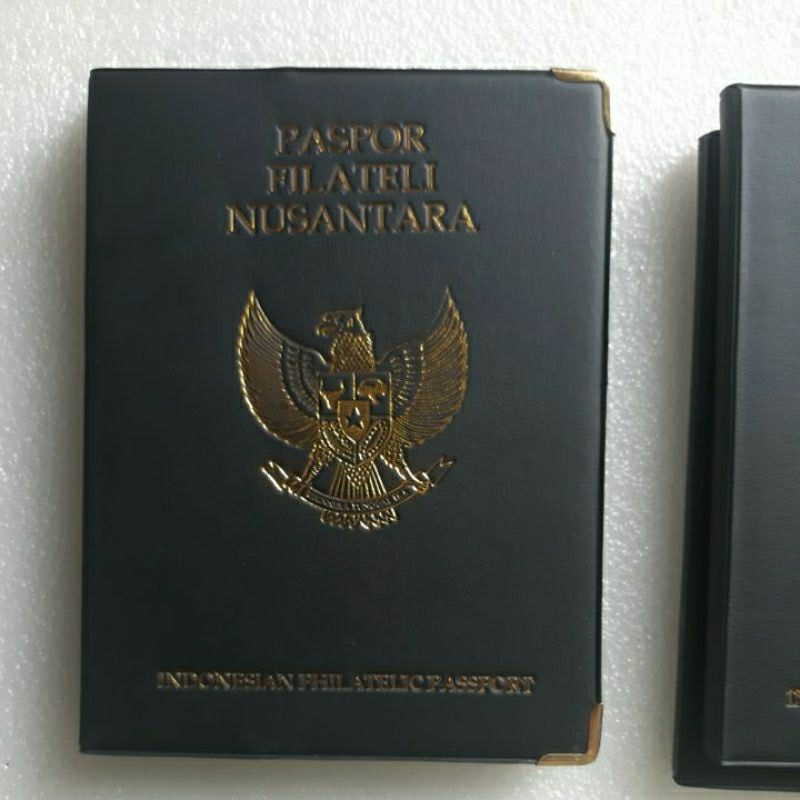 PASPOR
FILATELI
NUSANTARA
INDONESIAN PHILATELIC PASSPORT